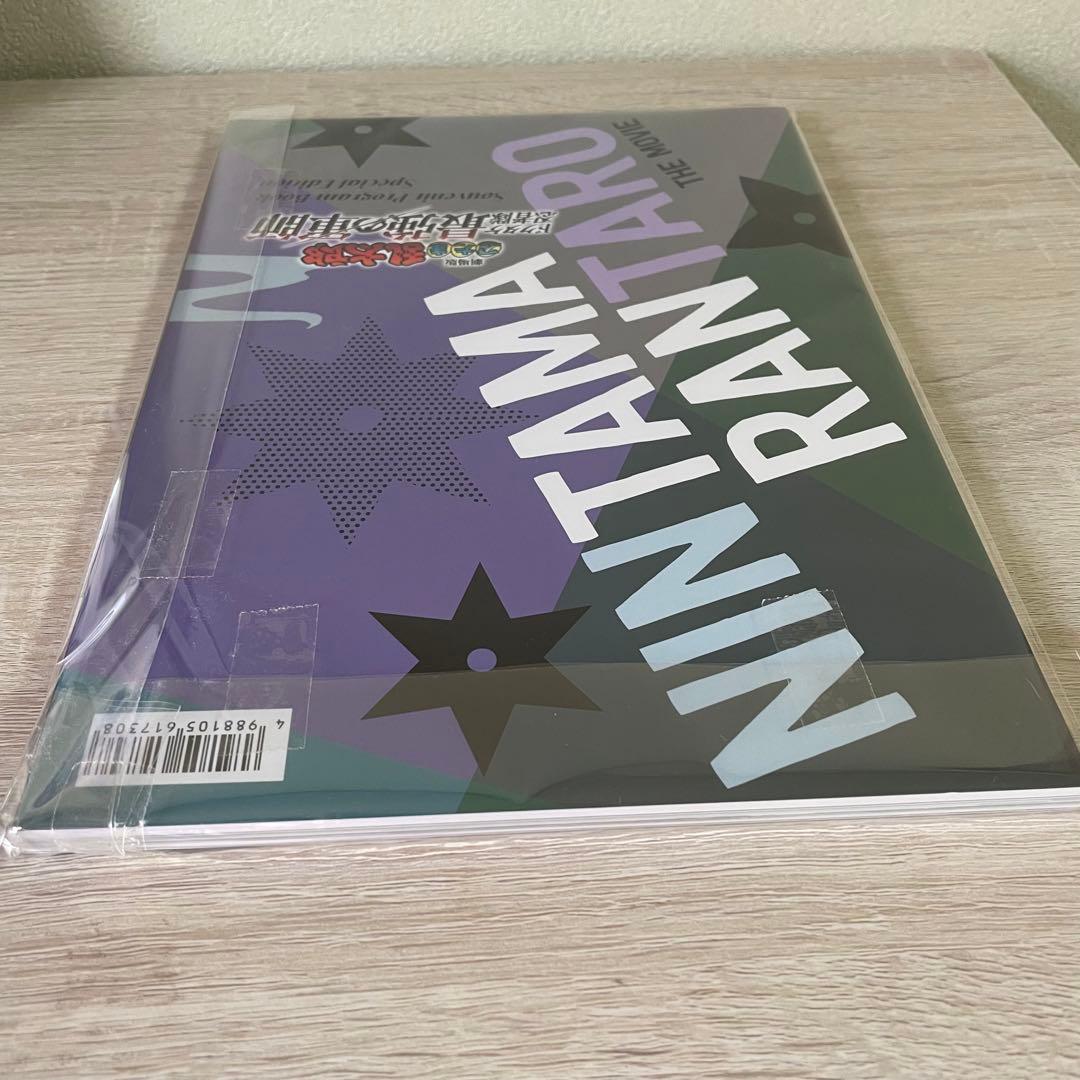 NINTAMA
RANTARO
THE MOVIE
劇場版
忍たま乱太郎
ドクタケ忍者隊
最強の軍師
Souvenir Program Book
Special Edition
4 988105 617308